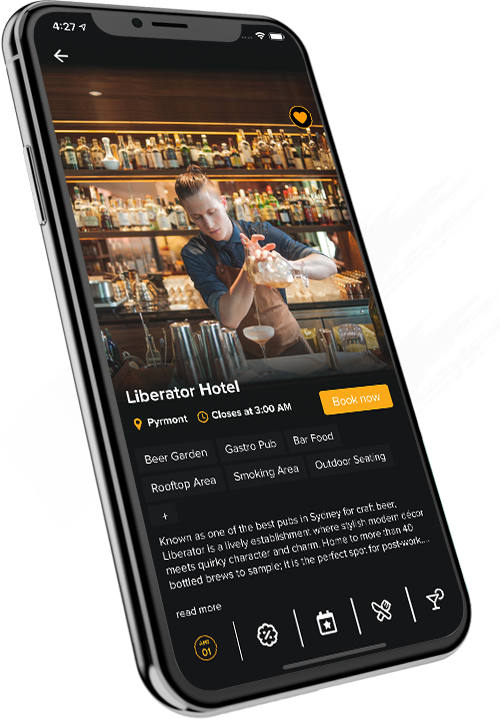 4:27
Liberator Hotel
Pyrmont Closes at 3:00 AM
Book now
Beer Garden Gastro Pub Bar Food
Rooftop Area Smoking Area Outdoor Seating
+
Known as one of the best pubs in Sydney for craft beer,
Liberator is a lively establishment where stylish modern décor
meets quirky character and charm. Home to more than 40
bottled brews to sample; it is the perfect spot for post-work,...
read more
01